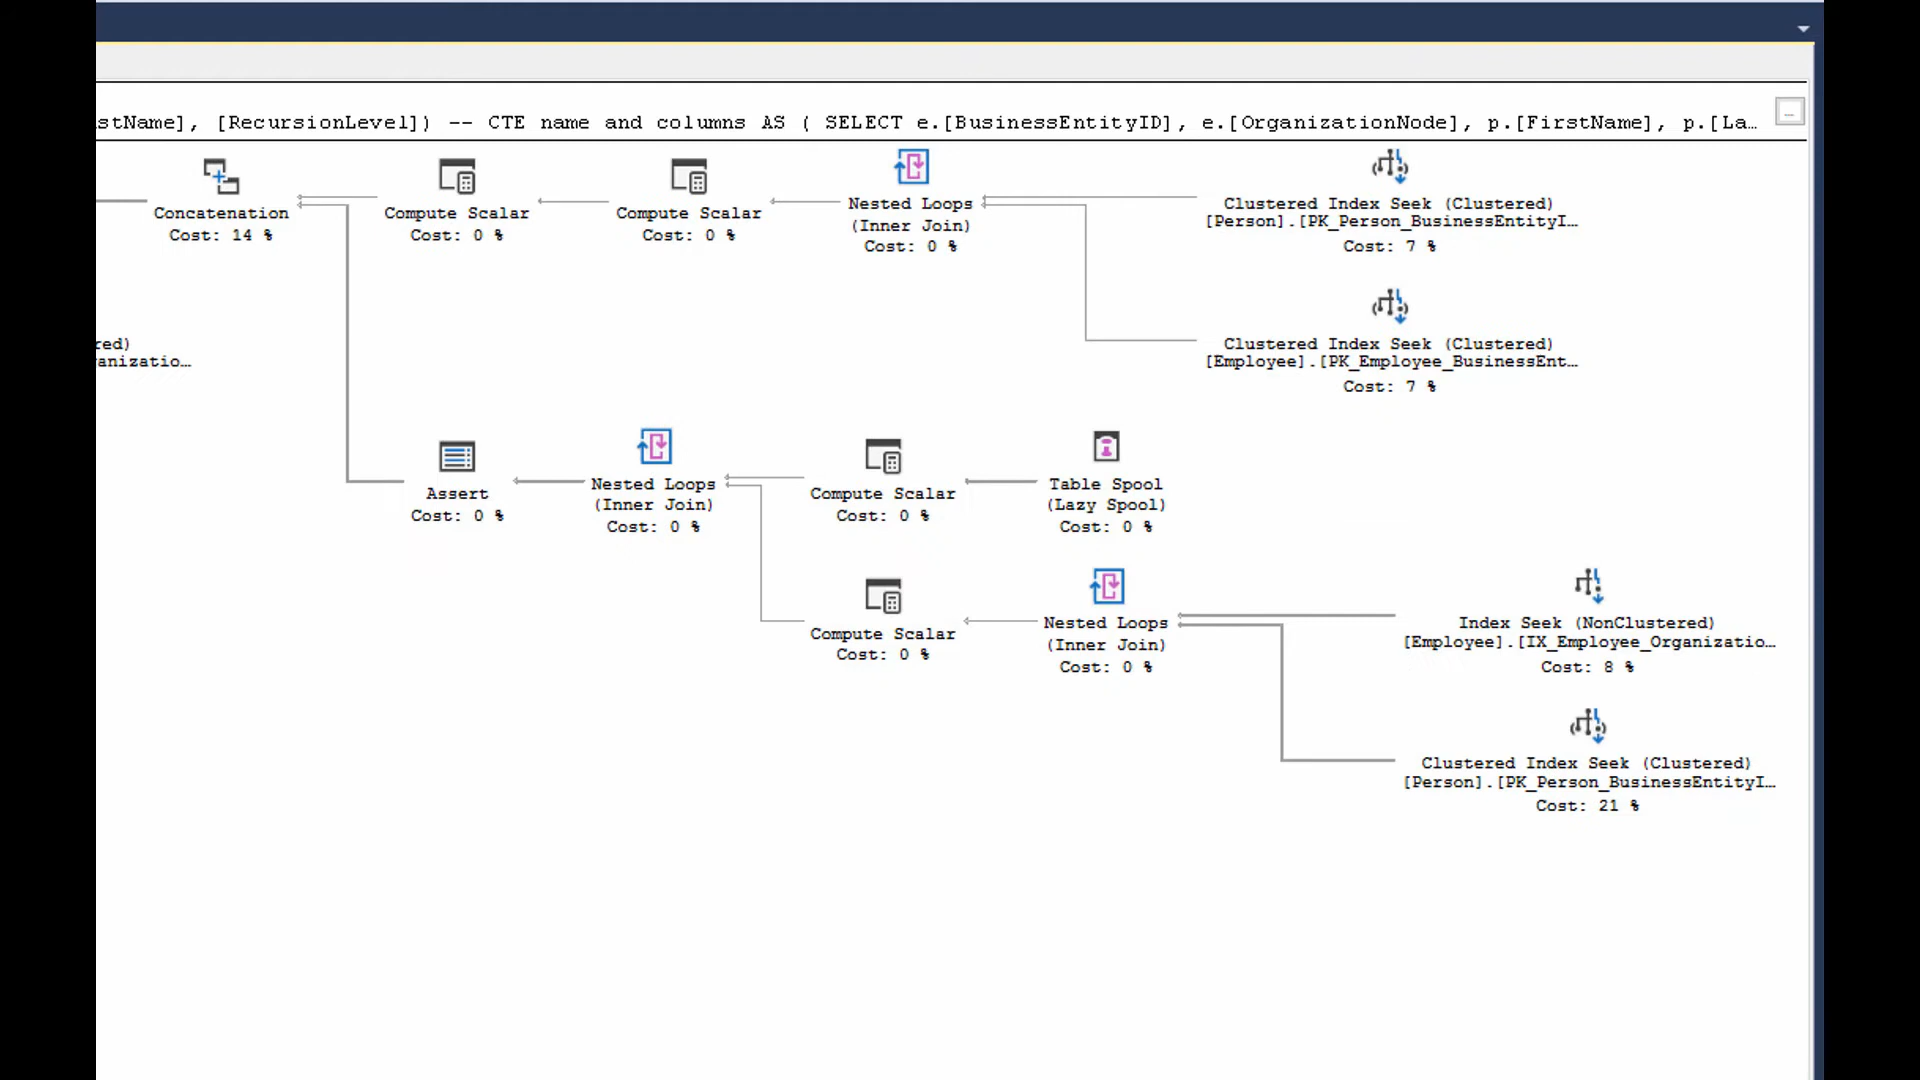 stName], [RecursionLevel]) -- CTE name and columns AS ( SELECT e.[BusinessEntityID], e.[OrganizationNode], p.[FirstName], p.[La…
...
Concatenation
Cost: 14 %
Compute Scalar
Cost: 0 %
Compute Scalar
Cost: 0 %
Nested Loops
(Inner Join)
Cost: 0 %
Clustered Index Seek (Clustered)
[Person].[PK_Person_BusinessEntityI…
Cost: 7 %
red)
anizatio…
Clustered Index Seek (Clustered)
[Employee].[PK_Employee_BusinessEnt…
Cost: 7 %
Assert
Cost: 0 %
Nested Loops
(Inner Join)
Cost: 0 %
Compute Scalar
Cost: 0 %
Table Spool
(Lazy Spool)
Cost: 0 %
Compute Scalar
Cost: 0 %
Nested Loops
(Inner Join)
Cost: 0 %
Index Seek (NonClustered)
[Employee].[IX_Employee_Organizatio…
Cost: 8 %
Clustered Index Seek (Clustered)
[Person].[PK_Person_BusinessEntityI…
Cost: 21 %